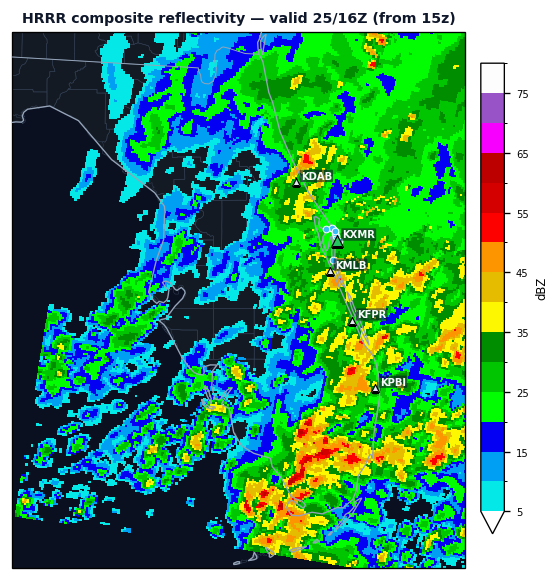 HRRR composite reflectivity — valid 25/16Z (from 15z)
75
65
KDAB
55
KXMR
KMLB
45
dBZ
KFPR
35
KPBI
25
15
5